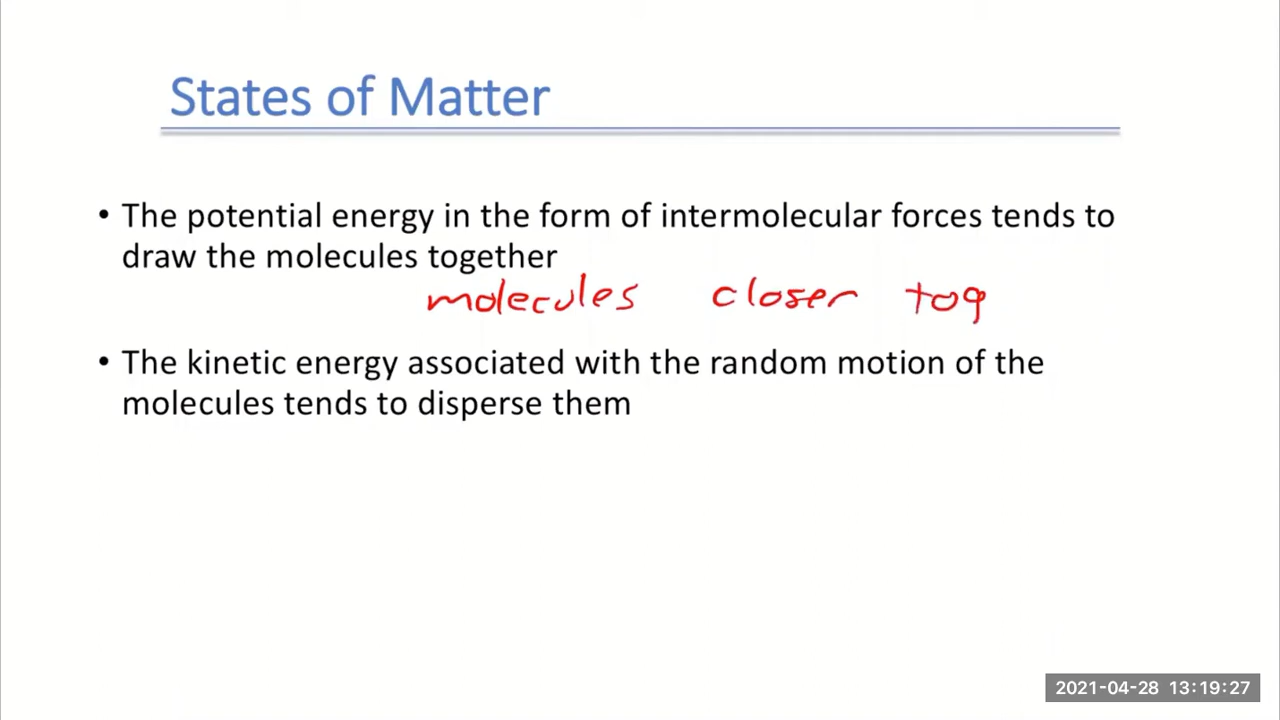 States of Matter
• The potential energy in the form of intermolecular forces tends to
draw the molecules together
molecules closer tog
• The kinetic energy associated with the random motion of the
molecules tends to disperse them
2021-04-28 13:19:27